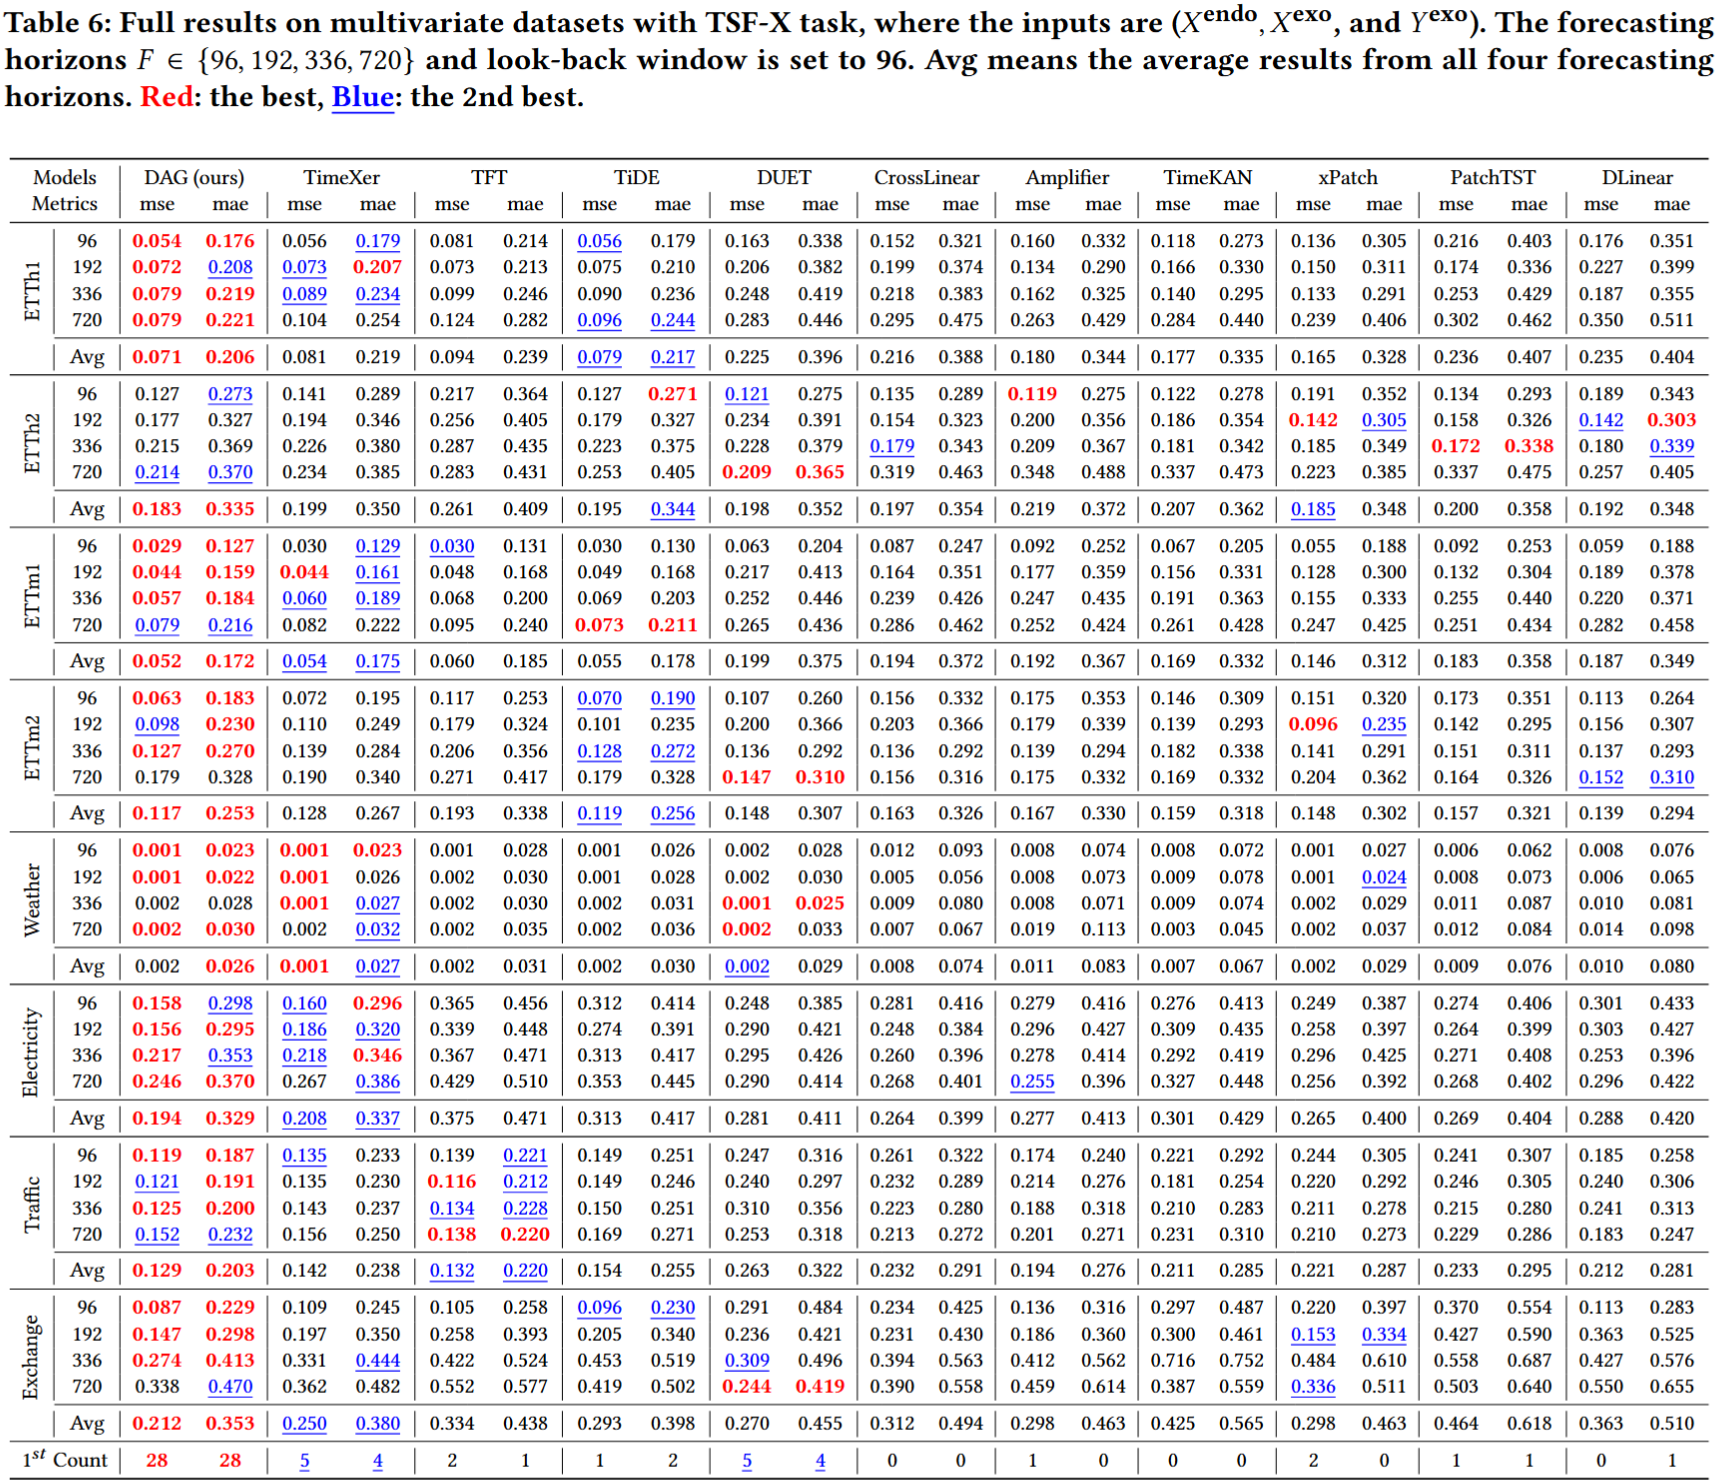 Table 6: Full results on multivariate datasets with TSF-X task, where the inputs are (X^endo, X^exo, and Y^exo). The forecasting
horizons F ∈ {96, 192, 336, 720} and look-back window is set to 96. Avg means the average results from all four forecasting
horizons. Red: the best, Blue: the 2nd best.
Models DAG (ours) TimeXer TFT TiDE DUET CrossLinear Amplifier TimeKAN xPatch PatchTST DLinear
Metrics mse mae mse mae mse mae mse mae mse mae mse mae mse mae mse mae mse mae mse mae mse mae
ETTh1
96 0.054 0.176 0.056 0.179 0.081 0.214 0.056 0.179 0.163 0.338 0.152 0.321 0.160 0.332 0.118 0.273 0.136 0.305 0.216 0.403 0.176 0.351
192 0.072 0.208 0.073 0.207 0.073 0.213 0.075 0.210 0.206 0.382 0.199 0.374 0.134 0.290 0.166 0.330 0.150 0.311 0.174 0.336 0.227 0.399
336 0.079 0.219 0.089 0.234 0.099 0.246 0.090 0.236 0.248 0.419 0.218 0.383 0.162 0.325 0.140 0.295 0.133 0.291 0.253 0.429 0.187 0.355
720 0.079 0.221 0.104 0.254 0.124 0.282 0.096 0.244 0.283 0.446 0.295 0.475 0.263 0.429 0.284 0.440 0.239 0.406 0.302 0.462 0.350 0.511
Avg 0.071 0.206 0.081 0.219 0.094 0.239 0.079 0.217 0.225 0.396 0.216 0.388 0.180 0.344 0.177 0.335 0.165 0.328 0.236 0.407 0.235 0.404
ETTh2
96 0.127 0.273 0.141 0.289 0.217 0.364 0.127 0.271 0.121 0.275 0.135 0.289 0.119 0.275 0.122 0.278 0.191 0.352 0.134 0.293 0.189 0.343
192 0.177 0.327 0.194 0.346 0.256 0.405 0.179 0.327 0.234 0.391 0.154 0.323 0.200 0.356 0.186 0.354 0.142 0.305 0.158 0.326 0.142 0.303
336 0.215 0.369 0.226 0.380 0.287 0.435 0.223 0.375 0.228 0.379 0.179 0.343 0.209 0.367 0.181 0.342 0.185 0.349 0.172 0.338 0.180 0.339
720 0.214 0.370 0.234 0.385 0.283 0.431 0.253 0.405 0.209 0.365 0.319 0.463 0.348 0.488 0.337 0.473 0.223 0.385 0.337 0.475 0.257 0.405
Avg 0.183 0.335 0.199 0.350 0.261 0.409 0.195 0.344 0.198 0.352 0.197 0.354 0.219 0.372 0.207 0.362 0.185 0.348 0.200 0.358 0.192 0.348
ETTm1
96 0.029 0.127 0.030 0.129 0.030 0.131 0.030 0.130 0.063 0.204 0.087 0.247 0.092 0.252 0.067 0.205 0.055 0.188 0.092 0.253 0.059 0.188
192 0.044 0.159 0.044 0.161 0.048 0.168 0.049 0.168 0.217 0.413 0.164 0.351 0.177 0.359 0.156 0.331 0.128 0.300 0.132 0.304 0.189 0.378
336 0.057 0.184 0.060 0.189 0.068 0.200 0.069 0.203 0.252 0.446 0.239 0.426 0.247 0.435 0.191 0.363 0.155 0.333 0.255 0.440 0.220 0.371
720 0.079 0.216 0.082 0.222 0.095 0.240 0.073 0.211 0.265 0.436 0.286 0.462 0.252 0.424 0.261 0.428 0.247 0.425 0.251 0.434 0.282 0.458
Avg 0.052 0.172 0.054 0.175 0.060 0.185 0.055 0.178 0.199 0.375 0.194 0.372 0.192 0.367 0.169 0.332 0.146 0.312 0.183 0.358 0.187 0.349
ETTm2
96 0.063 0.183 0.072 0.195 0.117 0.253 0.070 0.190 0.107 0.260 0.156 0.332 0.175 0.353 0.146 0.309 0.151 0.320 0.173 0.351 0.113 0.264
192 0.098 0.230 0.110 0.249 0.179 0.324 0.101 0.235 0.200 0.366 0.203 0.366 0.179 0.339 0.139 0.293 0.096 0.235 0.142 0.295 0.156 0.307
336 0.127 0.270 0.139 0.284 0.206 0.356 0.128 0.272 0.136 0.292 0.136 0.292 0.139 0.294 0.182 0.338 0.141 0.291 0.151 0.311 0.137 0.293
720 0.179 0.328 0.190 0.340 0.271 0.417 0.179 0.328 0.147 0.310 0.156 0.316 0.175 0.332 0.169 0.332 0.204 0.362 0.164 0.326 0.152 0.310
Avg 0.117 0.253 0.128 0.267 0.193 0.338 0.119 0.256 0.148 0.307 0.163 0.326 0.167 0.330 0.159 0.318 0.148 0.302 0.157 0.321 0.139 0.294
Weather
96 0.001 0.023 0.001 0.023 0.001 0.028 0.001 0.026 0.002 0.028 0.012 0.093 0.008 0.074 0.008 0.072 0.001 0.027 0.006 0.062 0.008 0.076
192 0.001 0.022 0.001 0.026 0.002 0.030 0.001 0.028 0.002 0.030 0.005 0.056 0.008 0.073 0.009 0.078 0.001 0.024 0.008 0.073 0.006 0.065
336 0.002 0.028 0.001 0.027 0.002 0.030 0.002 0.031 0.001 0.025 0.009 0.080 0.008 0.071 0.009 0.074 0.002 0.029 0.011 0.087 0.010 0.081
720 0.002 0.030 0.002 0.032 0.002 0.035 0.002 0.036 0.002 0.033 0.007 0.067 0.019 0.113 0.003 0.045 0.002 0.037 0.012 0.084 0.014 0.098
Avg 0.002 0.026 0.001 0.027 0.002 0.031 0.002 0.030 0.002 0.029 0.008 0.074 0.011 0.083 0.007 0.067 0.002 0.029 0.009 0.076 0.010 0.080
Electricity
96 0.158 0.298 0.160 0.296 0.365 0.456 0.312 0.414 0.248 0.385 0.281 0.416 0.279 0.416 0.276 0.413 0.249 0.387 0.274 0.406 0.301 0.433
192 0.156 0.295 0.186 0.320 0.339 0.448 0.274 0.391 0.290 0.421 0.248 0.384 0.296 0.427 0.309 0.435 0.258 0.397 0.264 0.399 0.303 0.427
336 0.217 0.353 0.218 0.346 0.367 0.471 0.313 0.417 0.295 0.426 0.260 0.396 0.278 0.414 0.292 0.419 0.296 0.425 0.271 0.408 0.253 0.396
720 0.246 0.370 0.267 0.386 0.429 0.510 0.353 0.445 0.290 0.414 0.268 0.401 0.255 0.396 0.327 0.448 0.256 0.392 0.268 0.402 0.296 0.422
Avg 0.194 0.329 0.208 0.337 0.375 0.471 0.313 0.417 0.281 0.411 0.264 0.399 0.277 0.413 0.301 0.429 0.265 0.400 0.269 0.404 0.288 0.420
Traffic
96 0.119 0.187 0.135 0.233 0.139 0.221 0.149 0.251 0.247 0.316 0.261 0.322 0.174 0.240 0.221 0.292 0.244 0.305 0.241 0.307 0.185 0.258
192 0.121 0.191 0.135 0.230 0.116 0.212 0.149 0.246 0.240 0.297 0.232 0.289 0.214 0.276 0.181 0.254 0.220 0.292 0.246 0.305 0.240 0.306
336 0.125 0.200 0.143 0.237 0.134 0.228 0.150 0.251 0.310 0.356 0.223 0.280 0.188 0.318 0.210 0.283 0.211 0.278 0.215 0.280 0.241 0.313
720 0.152 0.232 0.156 0.250 0.138 0.220 0.169 0.271 0.253 0.318 0.213 0.272 0.201 0.271 0.231 0.310 0.210 0.273 0.229 0.286 0.183 0.247
Avg 0.129 0.203 0.142 0.238 0.132 0.220 0.154 0.255 0.263 0.322 0.232 0.291 0.194 0.276 0.211 0.285 0.221 0.287 0.233 0.295 0.212 0.281
Exchange
96 0.087 0.229 0.109 0.245 0.105 0.258 0.096 0.230 0.291 0.484 0.234 0.425 0.136 0.316 0.297 0.487 0.220 0.397 0.370 0.554 0.113 0.283
192 0.147 0.298 0.197 0.350 0.258 0.393 0.205 0.340 0.236 0.421 0.231 0.430 0.186 0.360 0.300 0.461 0.153 0.334 0.427 0.590 0.363 0.525
336 0.274 0.413 0.331 0.444 0.422 0.524 0.453 0.519 0.309 0.496 0.394 0.563 0.412 0.562 0.716 0.752 0.484 0.610 0.558 0.687 0.427 0.576
720 0.338 0.470 0.362 0.482 0.552 0.577 0.419 0.502 0.244 0.419 0.390 0.558 0.459 0.614 0.387 0.559 0.336 0.511 0.503 0.640 0.550 0.655
Avg 0.212 0.353 0.250 0.380 0.334 0.438 0.293 0.398 0.270 0.455 0.312 0.494 0.298 0.463 0.425 0.565 0.298 0.463 0.464 0.618 0.363 0.510
1st Count 28 28 5 4 2 1 1 2 5 4 0 0 1 0 0 0 2 0 1 1 0 1